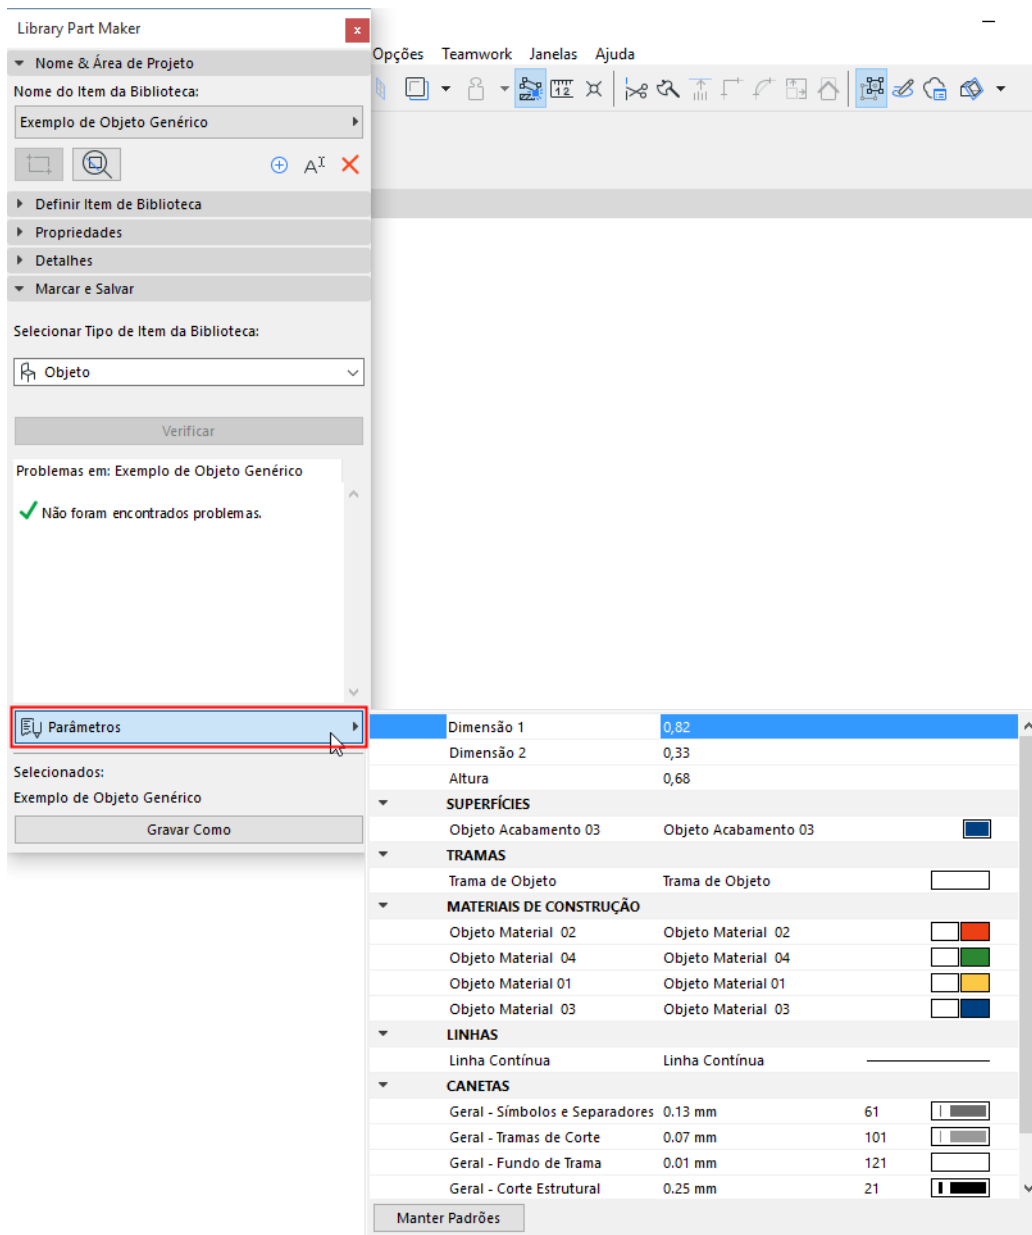 Library Part Maker
x
Opções Teamwork Janelas Ajuda
Nome & Área de Projeto
Nome do Item da Biblioteca:
Exemplo de Objeto Genérico
Definir Item de Biblioteca
Propriedades
Detalhes
Marcar e Salvar
Selecionar Tipo de Item da Biblioteca:
Objeto
Verificar
Problemas em: Exemplo de Objeto Genérico
Não foram encontrados problemas.
Parâmetros
Selecionados:
Exemplo de Objeto Genérico
Gravar Como
Dimensão 1 0,82
Dimensão 2 0,33
Altura 0,68
SUPERFÍCIES
Objeto Acabamento 03 Objeto Acabamento 03
TRAMAS
Trama de Objeto Trama de Objeto
MATERIAIS DE CONSTRUÇÃO
Objeto Material 02 Objeto Material 02
Objeto Material 04 Objeto Material 04
Objeto Material 01 Objeto Material 01
Objeto Material 03 Objeto Material 03
LINHAS
Linha Contínua Linha Contínua
CANETAS
Geral - Símbolos e Separadores 0.13 mm 61
Geral - Tramas de Corte 0.07 mm 101
Geral - Fundo de Trama 0.01 mm 121
Geral - Corte Estrutural 0.25 mm 21
Manter Padrões